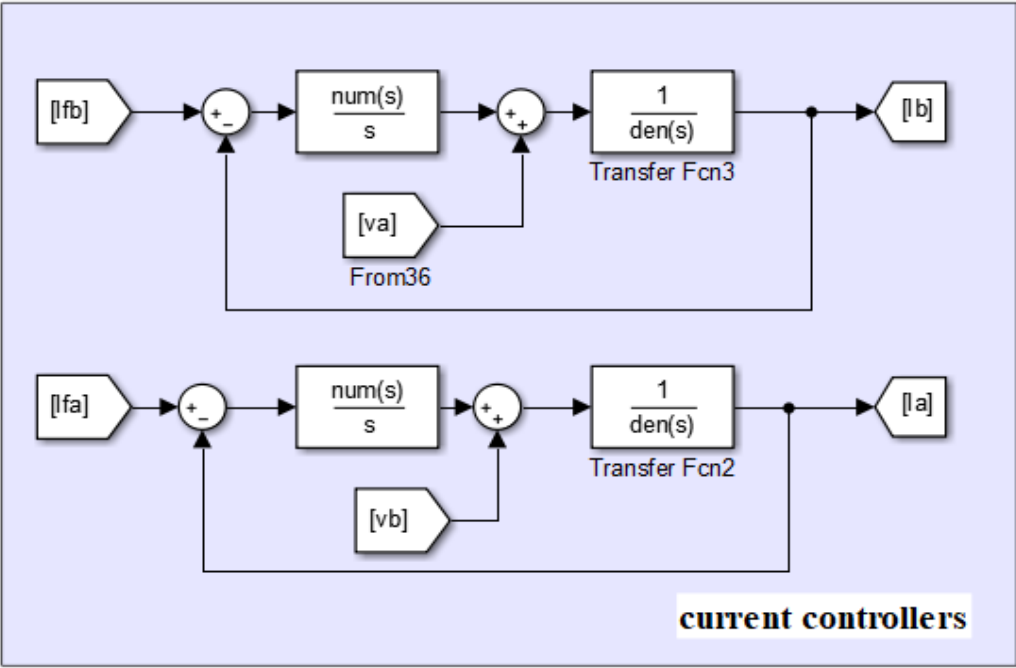 [Ifb]
+
−
num(s)
s
+
+
1
den(s)
Transfer Fcn3
[Ib]
[va]
From36
[Ifa]
+
−
num(s)
s
+
+
1
den(s)
Transfer Fcn2
[Ia]
[vb]
current controllers